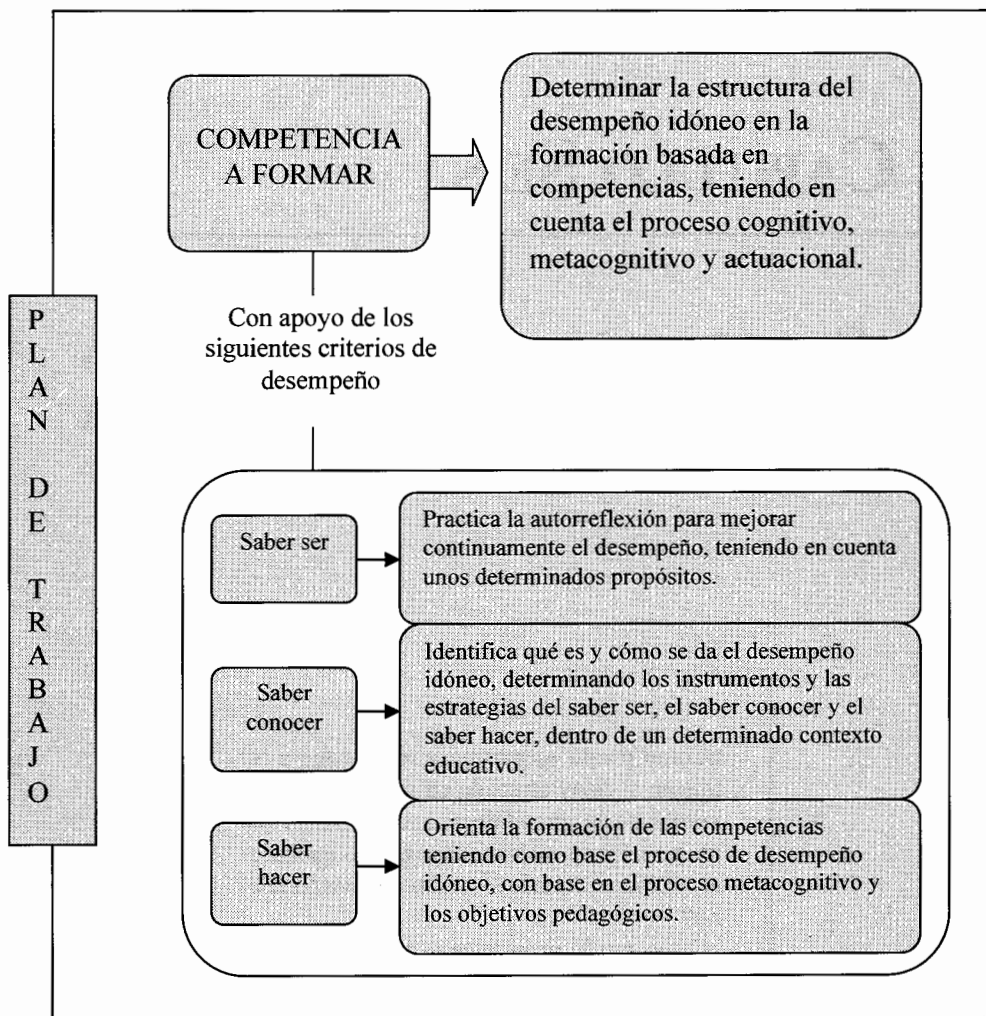 COMPETENCIA
A FORMAR
Determinar la estructura del
desempeño idóneo en la
formación basada en
competencias, teniendo en
cuenta el proceso cognitivo,
metacognitivo y actuacional.
PLAN DE TRABAJO
Con apoyo de los
siguientes criterios de
desempeño
Saber ser
Practica la autorreflexión para mejorar
continuamente el desempeño, teniendo en cuenta
unos determinados propósitos.
Saber
conocer
Identifica qué es y cómo se da el desempeño
idóneo, determinando los instrumentos y las
estrategias del saber ser, el saber conocer y el
saber hacer, dentro de un determinado contexto
educativo.
Saber
hacer
Orienta la formación de las competencias
teniendo como base el proceso de desempeño
idóneo, con base en el proceso metacognitivo y
los objetivos pedagógicos.